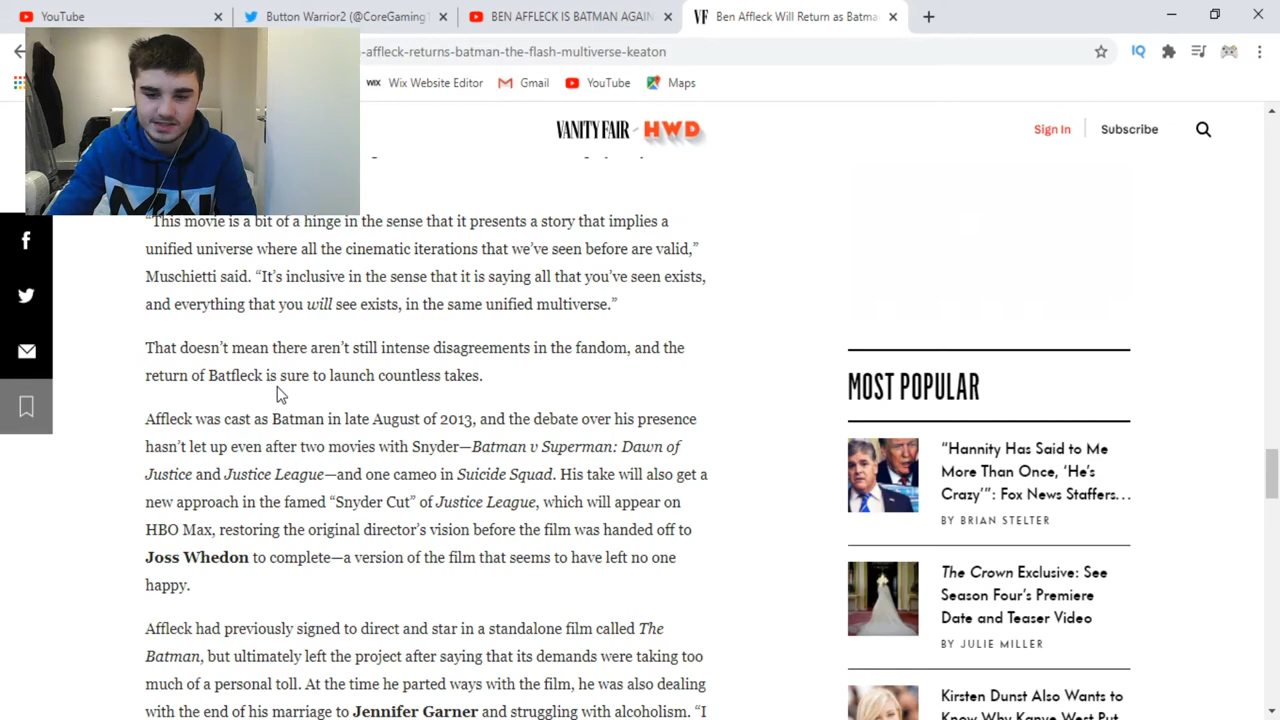 YouTube
Button Warrior2 (@CoreGaming1
BEN AFFLECK IS BATMAN AGAIN
VF Ben Affleck Will Return as Batma
-affleck-returns-batman-the-flash-multiverse-keaton
IQ
WIX Wix Website Editor
Gmail
YouTube
Maps
VANITY FAIR HWD
Sign In
Subscribe
“This movie is a bit of a hinge in the sense that it presents a story that implies a
unified universe where all the cinematic iterations that we’ve seen before are valid,”
Muschietti said. “It’s inclusive in the sense that it is saying all that you’ve seen exists,
and everything that you will see exists, in the same unified multiverse.”
That doesn’t mean there aren’t still intense disagreements in the fandom, and the
return of Batfleck is sure to launch countless takes.
Affleck was cast as Batman in late August of 2013, and the debate over his presence
hasn’t let up even after two movies with Snyder—Batman v Superman: Dawn of
Justice and Justice League—and one cameo in Suicide Squad. His take will also get a
new approach in the famed “Snyder Cut” of Justice League, which will appear on
HBO Max, restoring the original director’s vision before the film was handed off to
Joss Whedon to complete—a version of the film that seems to have left no one
happy.
Affleck had previously signed to direct and star in a standalone film called The
Batman, but ultimately left the project after saying that its demands were taking too
much of a personal toll. At the time he parted ways with the film, he was also dealing
with the end of his marriage to Jennifer Garner and struggling with alcoholism. “I
MOST POPULAR
“Hannity Has Said to Me
More Than Once, ‘He’s
Crazy’”: Fox News Staffers…
BY BRIAN STELTER
The Crown Exclusive: See
Season Four’s Premiere
Date and Teaser Video
BY JULIE MILLER
Kirsten Dunst Also Wants to
Know Why Kanye West Put